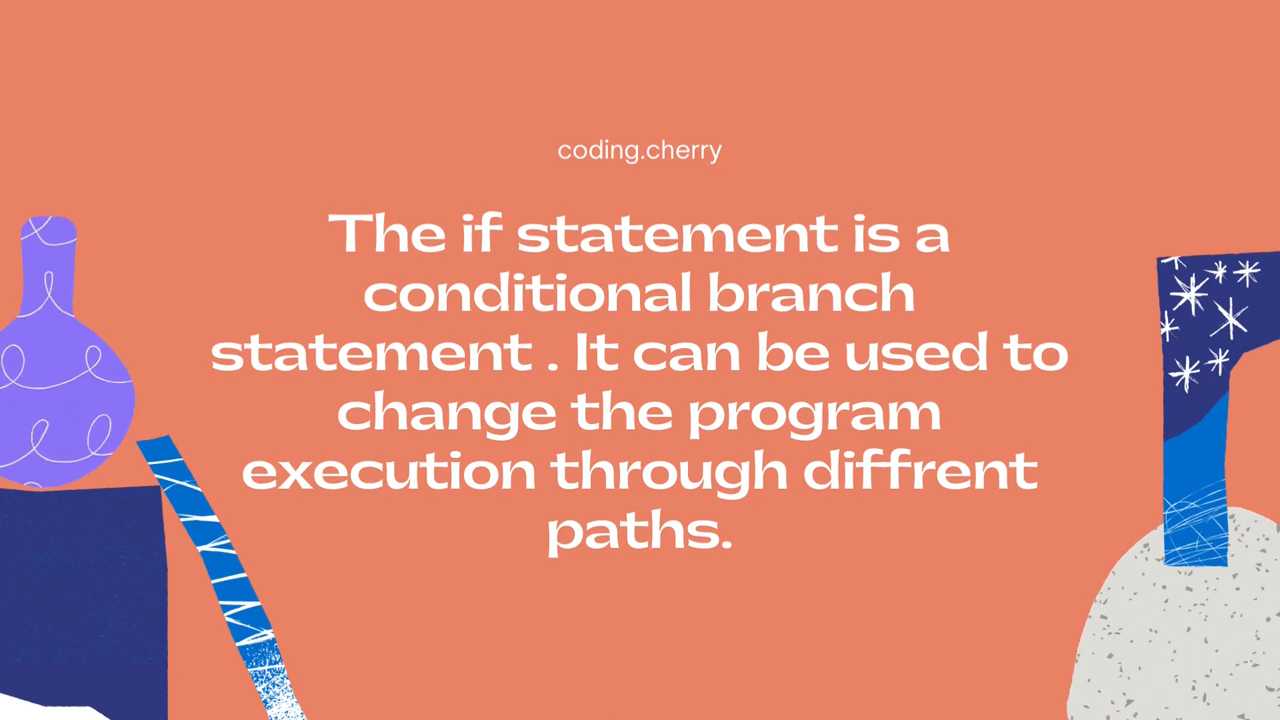 coding.cherry
The if statement is a
conditional branch
statement . It can be used to
change the program
execution through diffrent
paths.